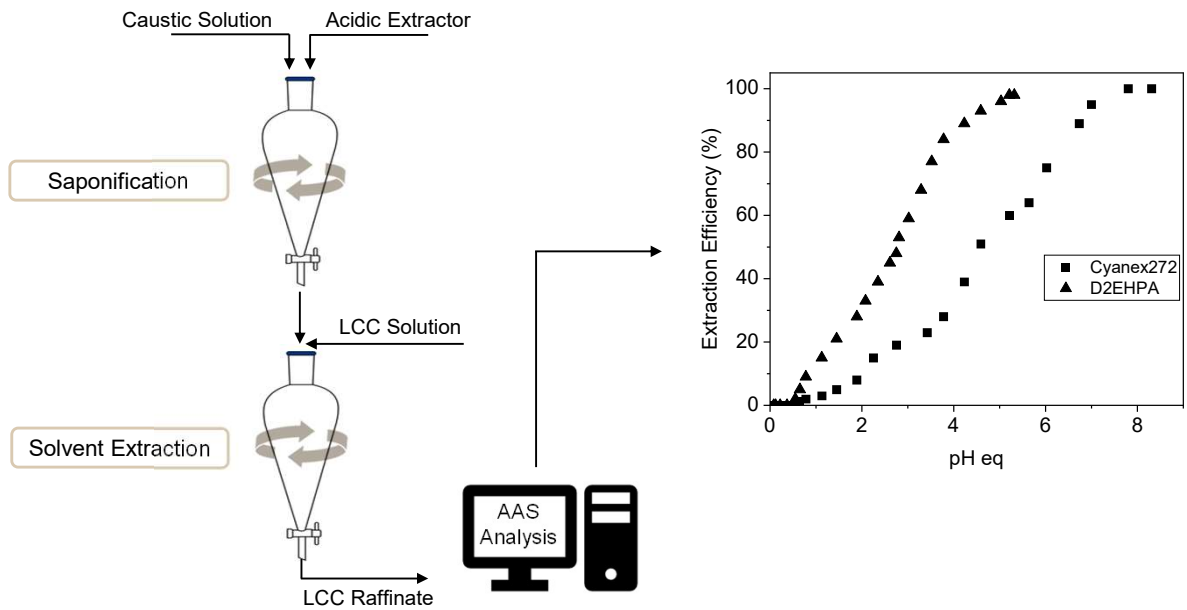 Caustic Solution
Acidic Extractor
Saponification
LCC Solution
Solvent Extraction
AAS
Analysis
LCC Raffinate
Extraction Efficiency (%)
100
80
60
40
20
0
0
2
4
6
8
pH eq
Cyanex272
D2EHPA